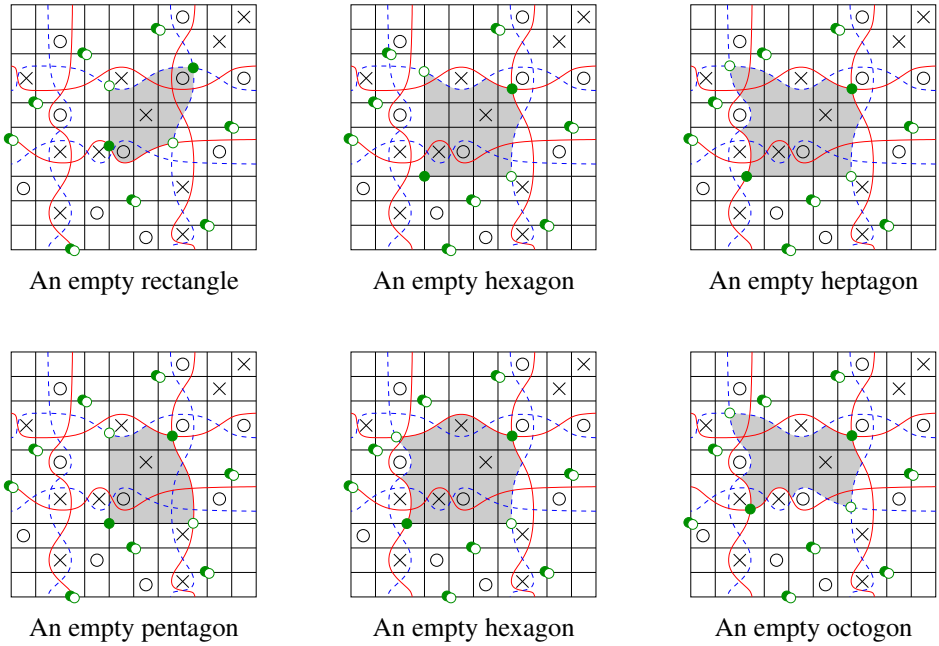 An empty rectangle
An empty hexagon
An empty heptagon
An empty pentagon
An empty hexagon
An empty octogon